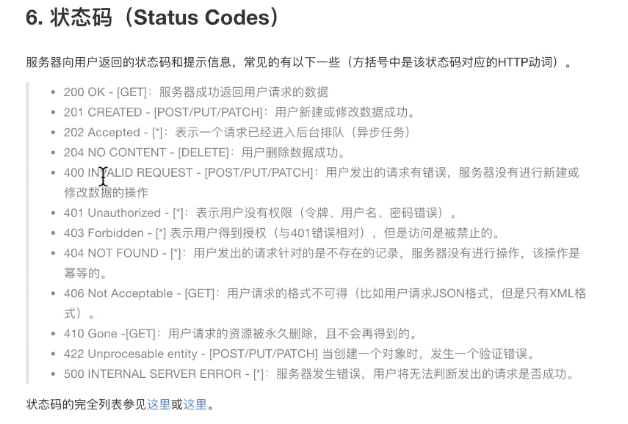 6. 状态码（Status Codes）
服务器向用户返回的状态码和提示信息，常见的有以下一些（方括号中是该状态码对应的HTTP动词）。
• 200 OK - [GET]：服务器成功返回用户请求的数据
• 201 CREATED - [POST/PUT/PATCH]：用户新建或修改数据成功。
• 202 Accepted - [*]：表示一个请求已经进入后台排队（异步任务）
• 204 NO CONTENT - [DELETE]：用户删除数据成功。
• 400 INVALID REQUEST - [POST/PUT/PATCH]：用户发出的请求有错误，服务器没有进行新建或
修改数据的操作
• 401 Unauthorized - [*]：表示用户没有权限（令牌、用户名、密码错误）。
• 403 Forbidden - [*] 表示用户得到授权（与401错误相对），但是访问是被禁止的。
• 404 NOT FOUND - [*]：用户发出的请求针对的是不存在的记录，服务器没有进行操作，该操作是
幂等的。
• 406 Not Acceptable - [GET]：用户请求的格式不可得（比如用户请求JSON格式，但是只有XML格
式）。
• 410 Gone -[GET]：用户请求的资源被永久删除，且不会再得到的。
• 422 Unprocesable entity - [POST/PUT/PATCH] 当创建一个对象时，发生一个验证错误。
• 500 INTERNAL SERVER ERROR - [*]：服务器发生错误，用户将无法判断发出的请求是否成功。
状态码的完全列表参见这里或这里。